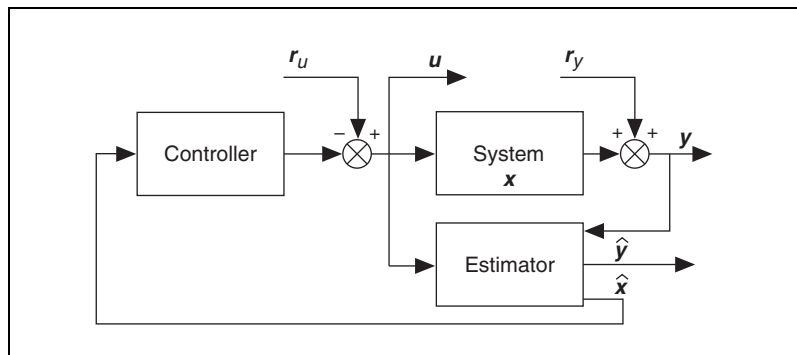 r_u
u
r_y
− +
+ +
Controller
System
x
y
Estimator
ŷ
x̂